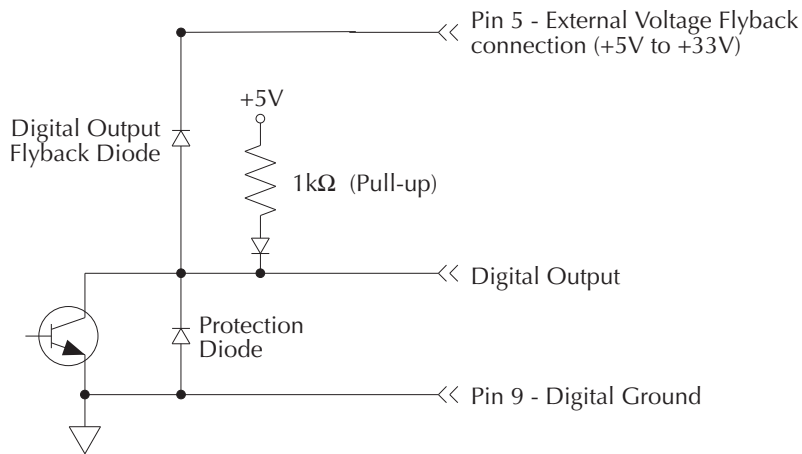 Pin 5 - External Voltage Flyback
connection (+5V to +33V)
+5V
Digital Output
Flyback Diode
1kΩ (Pull-up)
Digital Output
Protection
Diode
Pin 9 - Digital Ground